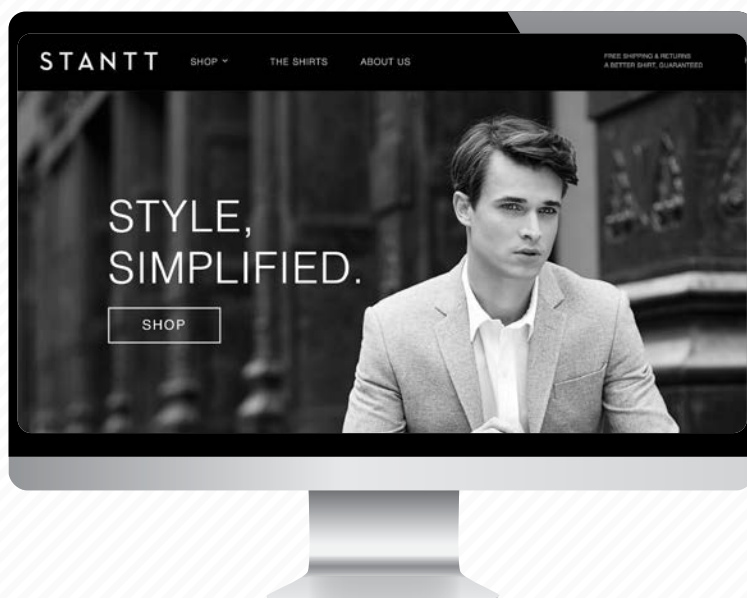 STANTT
SHOP
THE SHIRTS
ABOUT US
FREE SHIPPING & RETURNS
A BETTER SHIRT, GUARANTEED
STYLE,
SIMPLIFIED.
SHOP